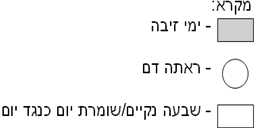 מקרא:
- ימי זיבה
- ראתה דם
- שבעה נקיים/שומרת יום כנגד יום